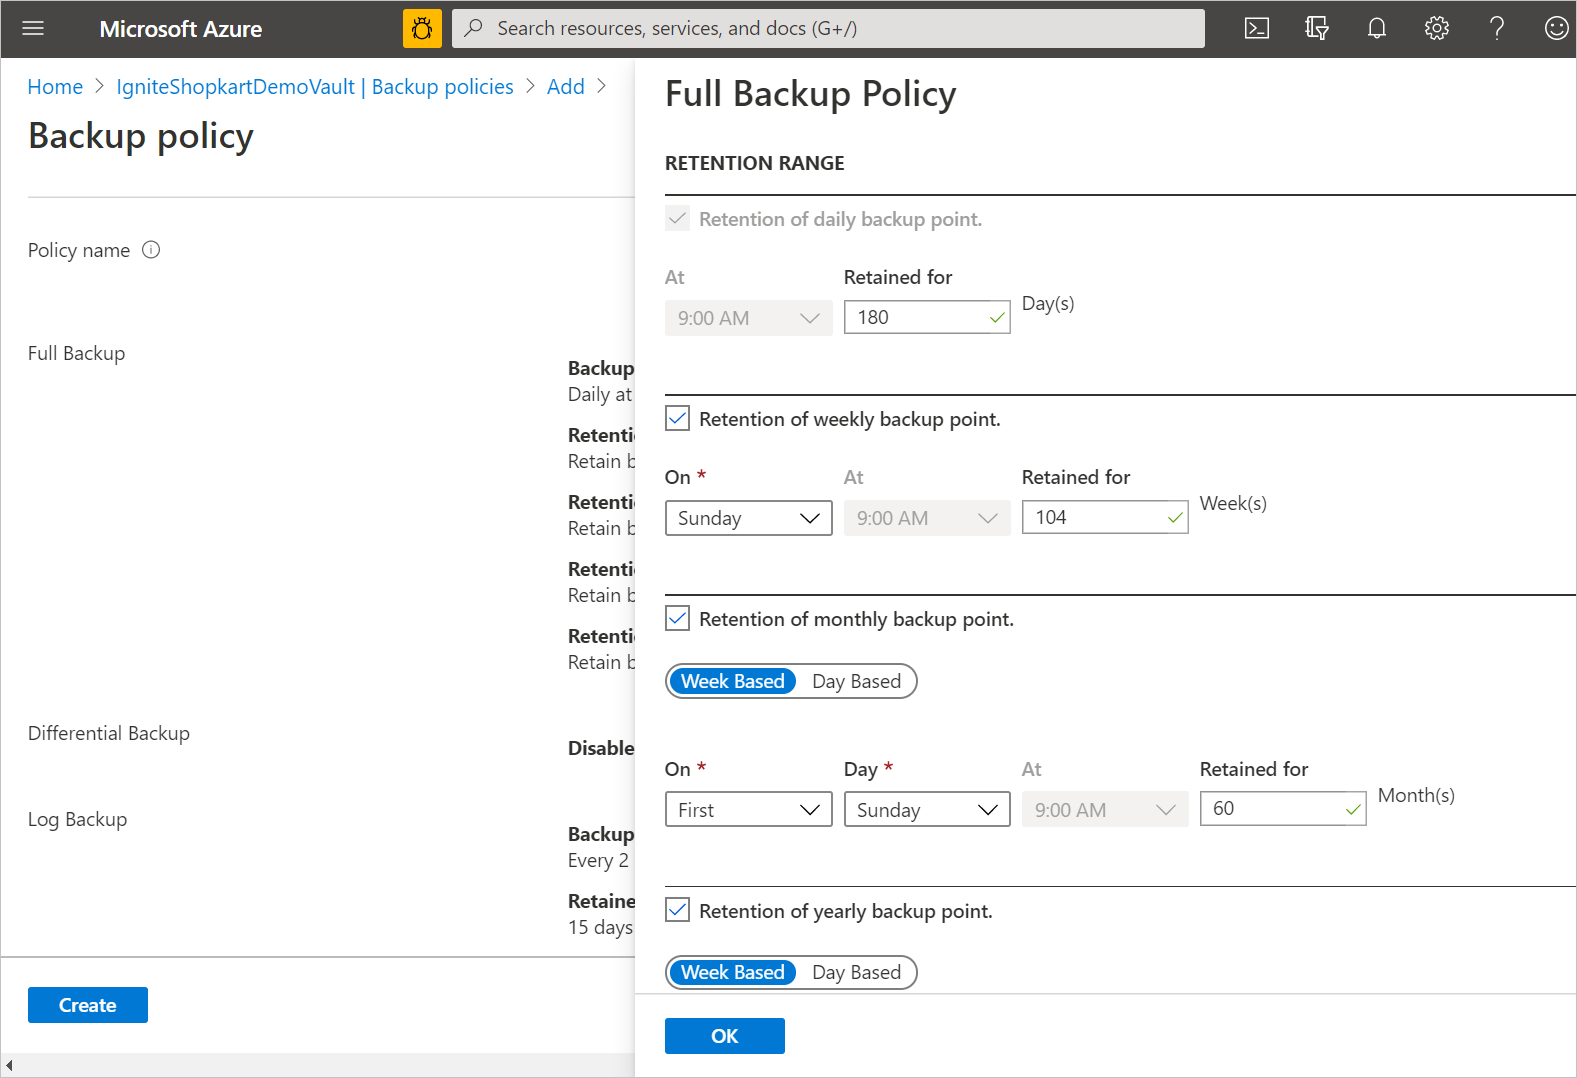 Microsoft Azure
Search resources, services, and docs (G+/)
Home > IgniteShopkartDemoVault | Backup policies > Add >
Backup policy
Policy name
Full Backup
Backup
Daily at
Retenti
Retain b
Retenti
Retain b
Retenti
Retain b
Retenti
Retain b
Differential Backup
Disable
Log Backup
Backup
Every 2
Retaine
15 days
Create
Full Backup Policy
RETENTION RANGE
Retention of daily backup point.
At Retained for
9:00 AM 180 Day(s)
Retention of weekly backup point.
On * At Retained for
Sunday 9:00 AM 104 Week(s)
Retention of monthly backup point.
Week Based Day Based
On * Day * At Retained for
First Sunday 9:00 AM 60 Month(s)
Retention of yearly backup point.
Week Based Day Based
OK